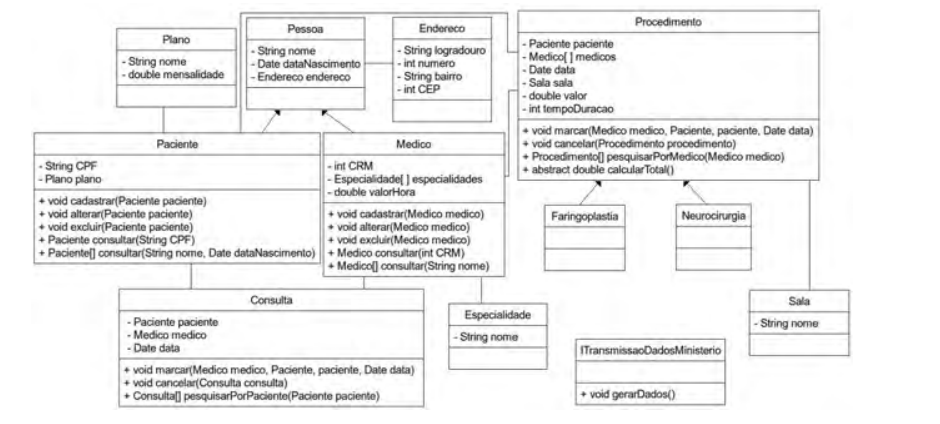 Plano
- String nome
- double mensalidade
Pessoa
- String nome
- Date dataNascimento
- Endereco endereco
Endereco
- String logradouro
- int numero
- String bairro
- int CEP
Procedimento
- Paciente paciente
- Medico[ ] medicos
- Date data
- Sala sala
- double valor
- int tempoDuracao
+ void marcar(Medico medico, Paciente, paciente, Date data)
+ void cancelar(Procedimento procedimento)
+ Procedimento[] pesquisarPorMedico(Medico medico)
+ abstract double calcularTotal()
Paciente
- String CPF
- Plano plano
+ void cadastrar(Paciente paciente)
+ void alterar(Paciente paciente)
+ void excluir(Paciente paciente)
+ Paciente consultar(String CPF)
+ Paciente[] consultar(String nome, Date dataNascimento)
Medico
- int CRM
- Especialidade[ ] especialidades
- double valorHora
+ void cadastrar(Medico medico)
+ void alterar(Medico medico)
+ void excluir(Medico medico)
+ Medico consultar(int CRM)
+ Medico[] consultar(String nome)
Faringoplastia
Neurocirurgia
Consulta
- Paciente paciente
- Medico medico
- Date data
+ void marcar(Medico medico, Paciente, paciente, Date data)
+ void cancelar(Consulta consulta)
+ Consulta[] pesquisarPorPaciente(Paciente paciente)
Especialidade
- String nome
ITransmissaoDadosMinisterio
+ void gerarDados()
Sala
- String nome